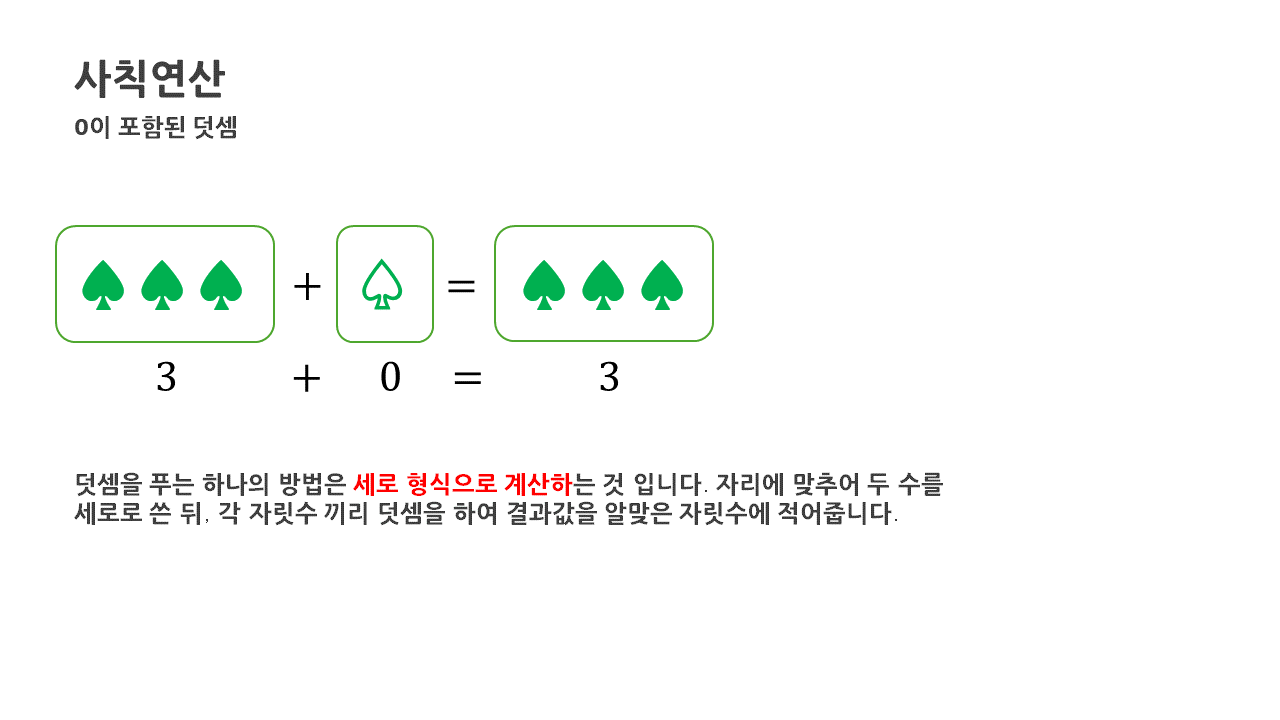 사칙연산
0이 포함된 덧셈
+ =
3 + 0 = 3
덧셈을 푸는 하나의 방법은 세로 형식으로 계산하는 것 입니다. 자리에 맞추어 두 수를
세로로 쓴 뒤, 각 자릿수 끼리 덧셈을 하여 결과값을 알맞은 자릿수에 적어줍니다.